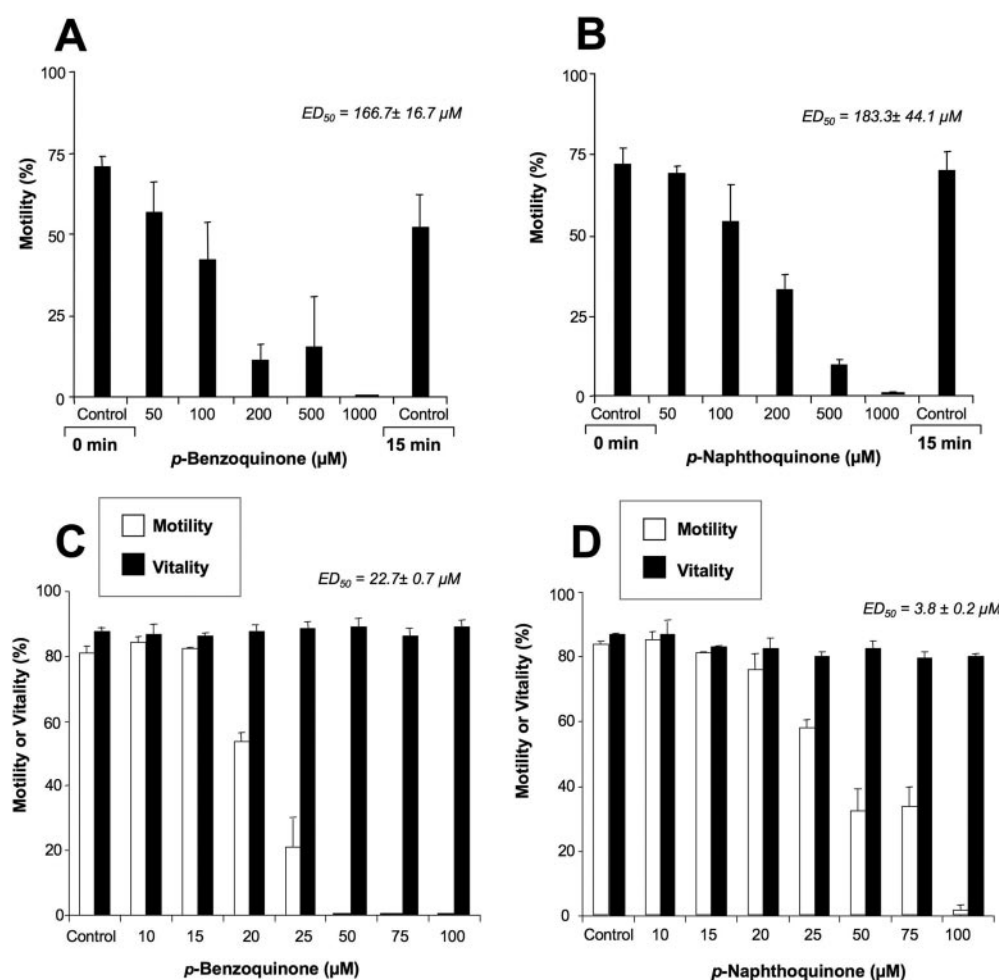 A
ED50 = 166.7± 16.7 µM
Motility (%)
100
75
50
25
0
Control 50 100 200 500 1000 Control
0 min 15 min
p-Benzoquinone (µM)
B
ED50 = 183.3± 44.1 µM
Motility (%)
100
75
50
25
0
Control 50 100 200 500 1000 Control
0 min 15 min
p-Naphthoquinone (µM)
C
Motility
Vitality
ED50 = 22.7± 0.7 µM
Motility or Vitality (%)
100
80
60
40
20
0
Control 10 15 20 25 50 75 100
p-Benzoquinone (µM)
D
Motility
Vitality
ED50 = 3.8 ± 0.2 µM
Motility or Vitality (%)
100
80
60
40
20
0
Control 10 15 20 25 50 75 100
p-Naphthoquinone (µM)